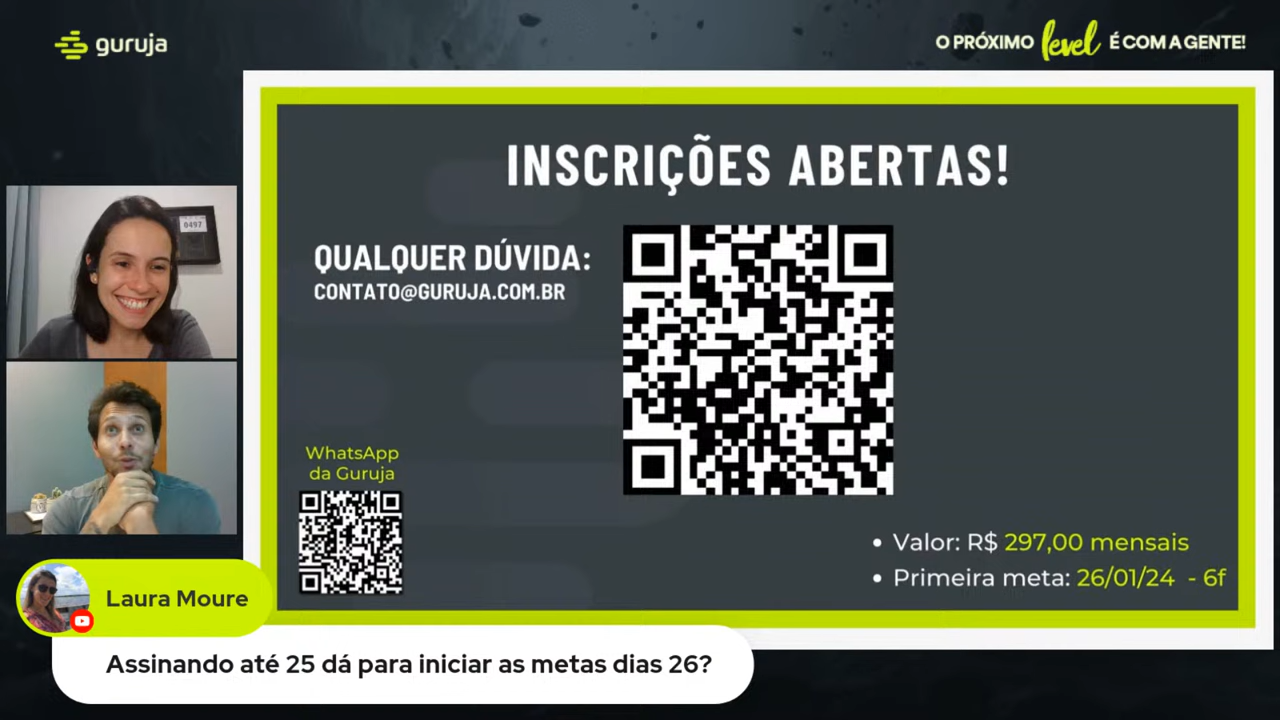 guruja
O PRÓXIMO level É COM A GENTE!
INSCRIÇÕES ABERTAS!
QUALQUER DÚVIDA:
CONTATO@GURUJA.COM.BR
0497
WhatsApp
da Guruja
• Valor: R$ 297,00 mensais
• Primeira meta: 26/01/24 - 6f
Laura Moure
Assinando até 25 dá para iniciar as metas dias 26?